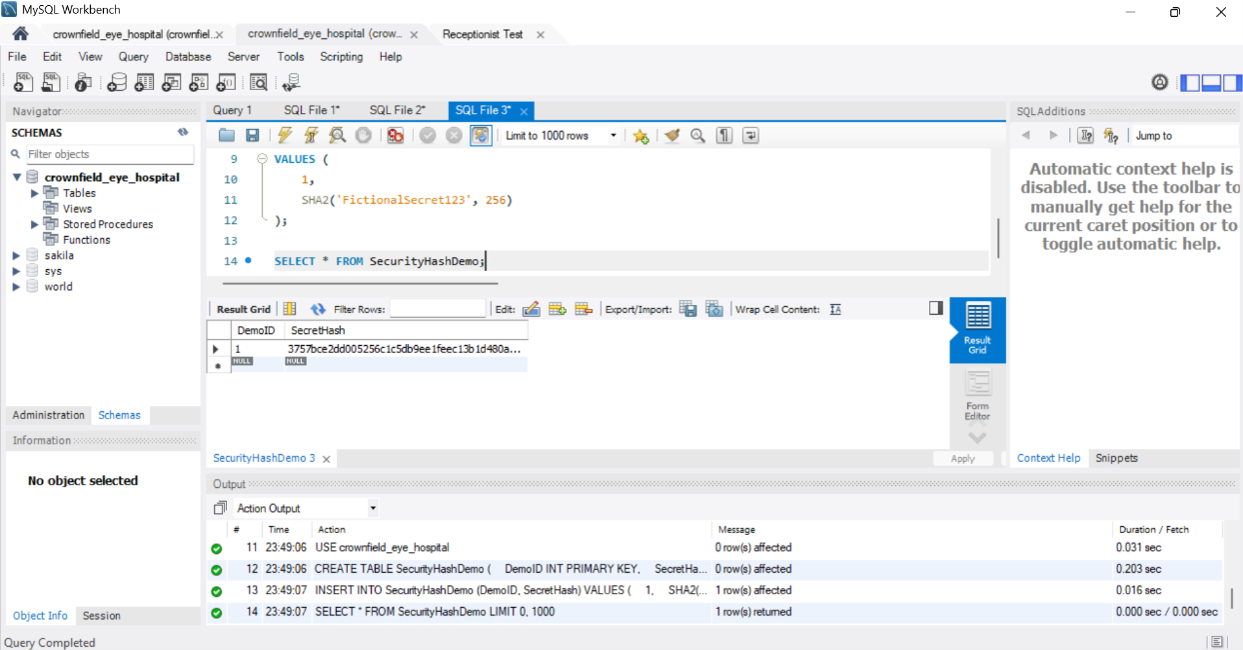 MySQL Workbench
crownfield_eye_hospital (crownfiel...
crownfield_eye_hospital (crow...
Receptionist Test
File Edit View Query Database Server Tools Scripting Help
Navigator
SCHEMAS
Filter objects
crownfield_eye_hospital
Tables
Views
Stored Procedures
Functions
sakila
sys
world
Administration Schemas
Information
No object selected
Object Info Session
Query 1 SQL File 1* SQL File 2* SQL File 3*
Limit to 1000 rows
9 VALUES (
10 1,
11 SHA2('FictionalSecret123', 256)
12 );
13
14 SELECT * FROM SecurityHashDemo;
Result Grid Filter Rows: Edit: Export/Import: Wrap Cell Content:
DemoID SecretHash
1 3757bce2dd005256c1c5db9ee1feec13b1d480a...
NULL NULL
Result
Grid
Form
Editor
SecurityHashDemo 3
Apply
SQLAdditions
Jump to
Automatic context help is
disabled. Use the toolbar to
manually get help for the
current caret position or to
toggle automatic help.
Context Help Snippets
Output
Action Output
# Time Action Message Duration / Fetch
11 23:49:06 USE crownfield_eye_hospital 0 row(s) affected 0.031 sec
12 23:49:06 CREATE TABLE SecurityHashDemo ( DemoID INT PRIMARY KEY, SecretHa... 0 row(s) affected 0.203 sec
13 23:49:07 INSERT INTO SecurityHashDemo (DemoID, SecretHash) VALUES ( 1, SHA2(... 1 row(s) affected 0.016 sec
14 23:49:07 SELECT * FROM SecurityHashDemo LIMIT 0, 1000 1 row(s) returned 0.000 sec / 0.000 sec
Query Completed